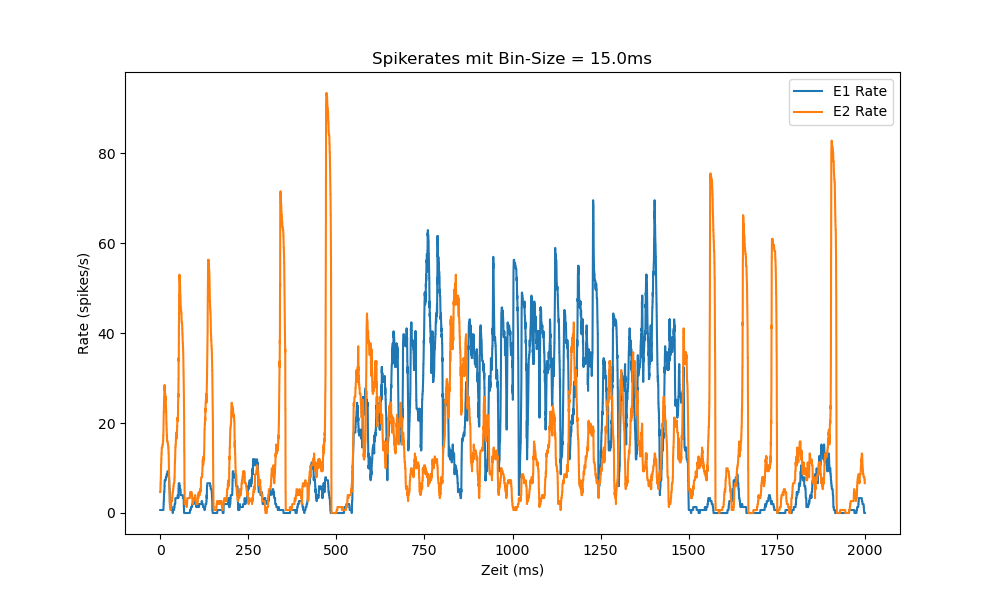 Spikerates mit Bin-Size = 15.0ms
E1 Rate
E2 Rate
Rate (spikes/s)
80
60
40
20
0
0 250 500 750 1000 1250 1500 1750 2000
Zeit (ms)